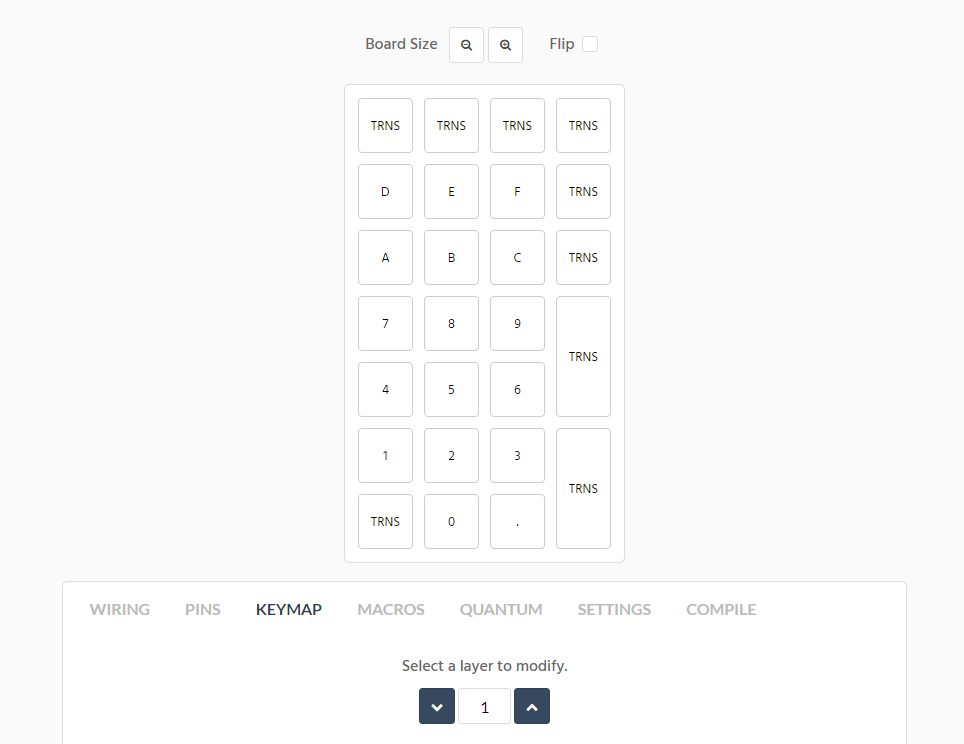 Board Size Flip
TRNS TRNS TRNS TRNS
D E F TRNS
A B C TRNS
7 8 9
TRNS
4 5 6
1 2 3
TRNS
TRNS 0 .
WIRING PINS KEYMAP MACROS QUANTUM SETTINGS COMPILE
Select a layer to modify.
1